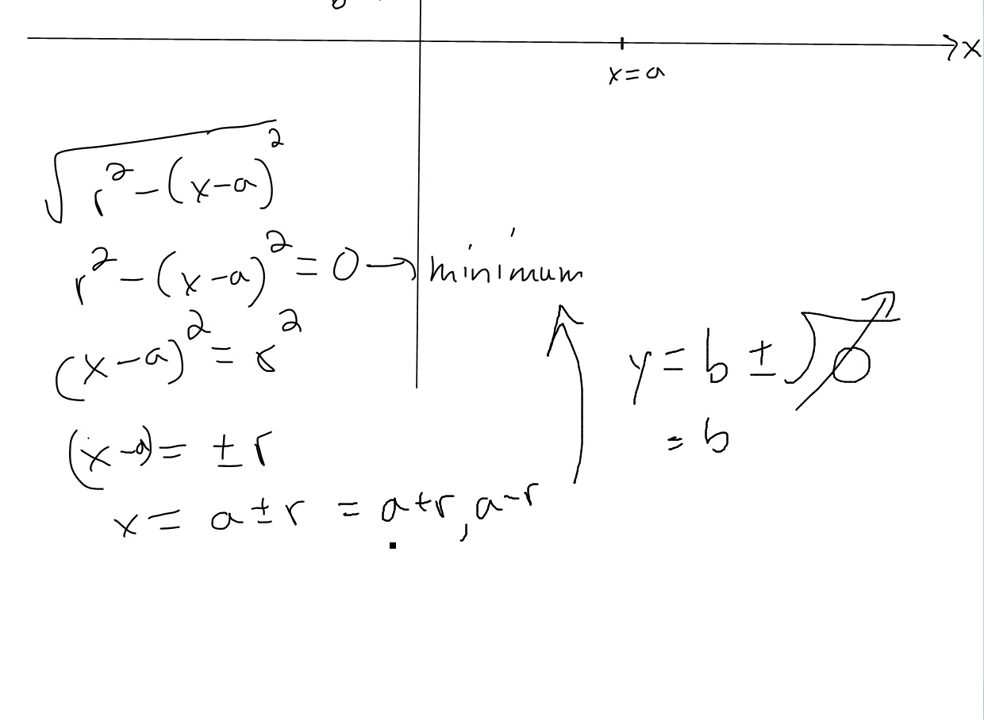 x
x = a
√(r² - (x-a)²)
r² - (x-a)² = 0 → minimum
(x-a)² = r²
y = b ± √0
(x-a) = ± r
= b
x = a ± r = a+r, a-r